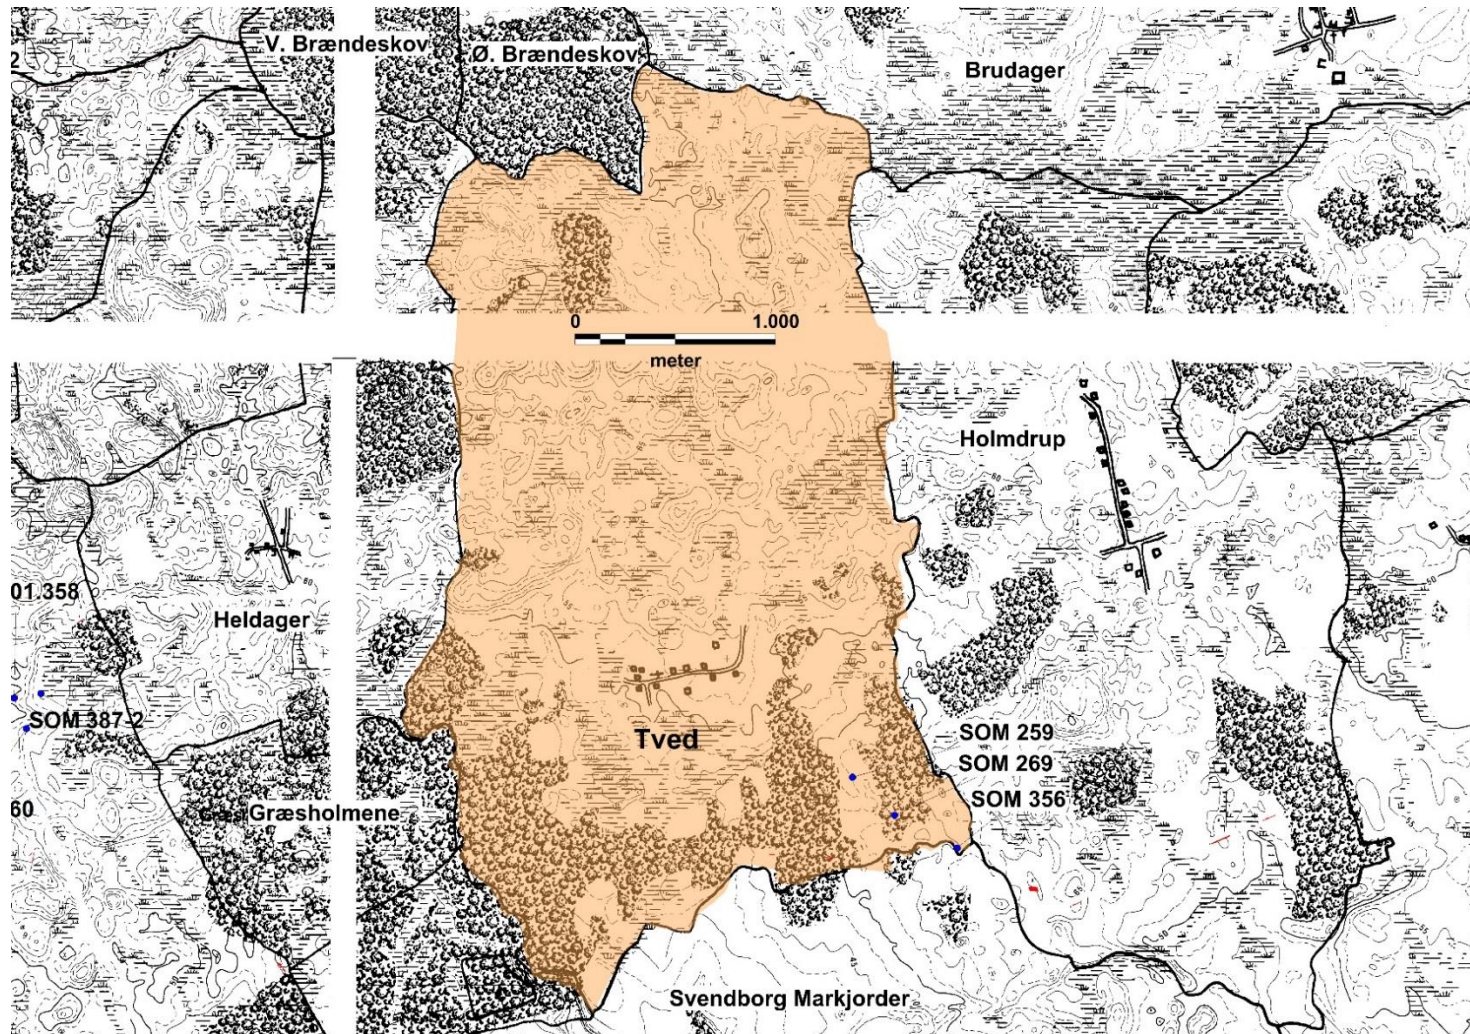 V. Brændeskov
Ø. Brændeskov
Brudager
2
0 1.000
meter
Holmdrup
01.358
Heldager
SOM 387-2
Tved
SOM 259
SOM 269
SOM 356
60
Græsholmene
Svendborg Markjorder